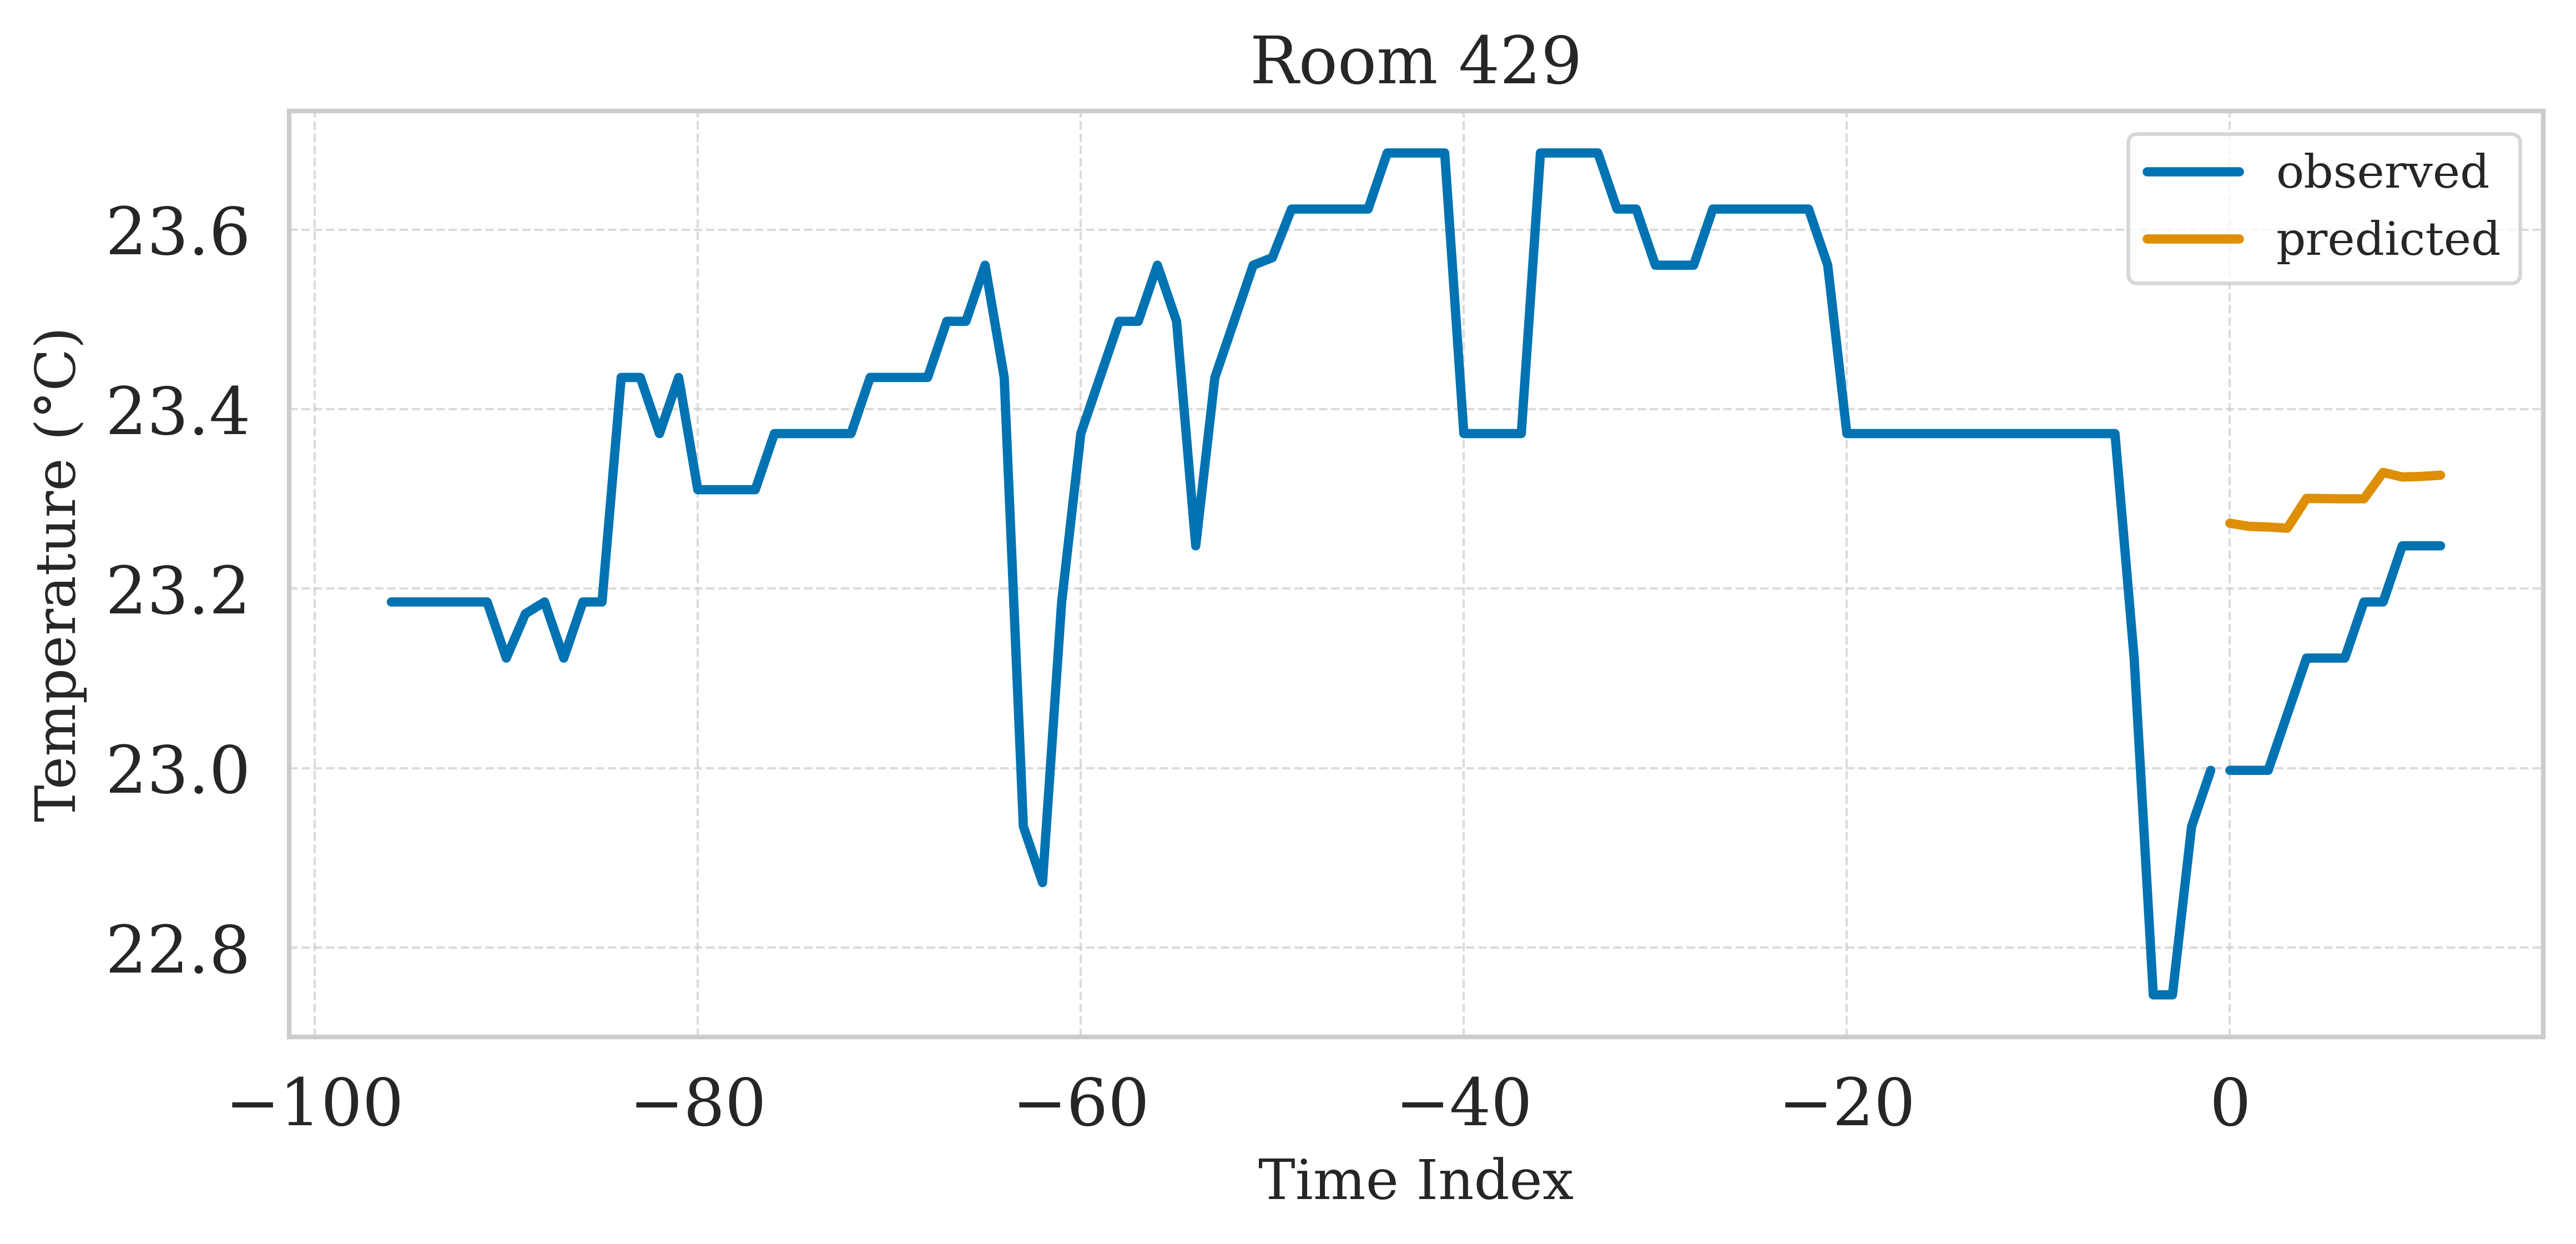 Room 429
observed
predicted
Temperature (°C)
23.6
23.4
23.2
23.0
22.8
−100 −80 −60 −40 −20 0
Time Index